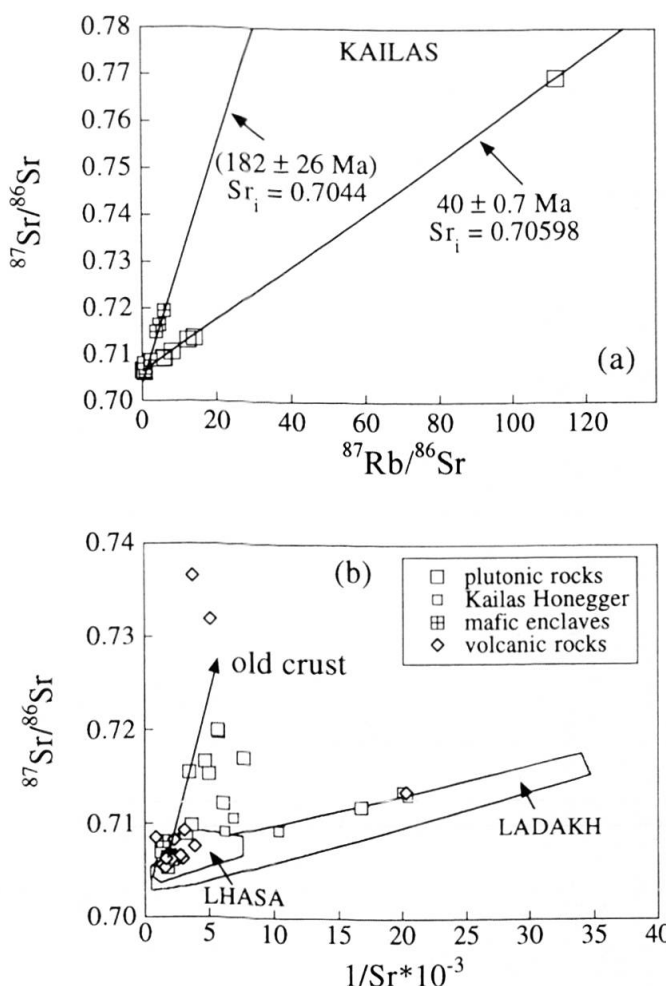 0.78
KAILAS
0.77
0.76
(182 ± 26 Ma)
Sri = 0.7044
0.75
40 ± 0.7 Ma
Sri = 0.70598
0.74
87Sr/86Sr
0.73
0.72
0.71
(a)
0.70
0 20 40 60 80 100 120
87Rb/86Sr
0.74
(b)
plutonic rocks
Kailas Honegger
mafic enclaves
volcanic rocks
0.73
old crust
87Sr/86Sr
0.72
0.71
LADAKH
LHASA
0.70
0 5 10 15 20 25 30 35 40
1/Sr*10-3